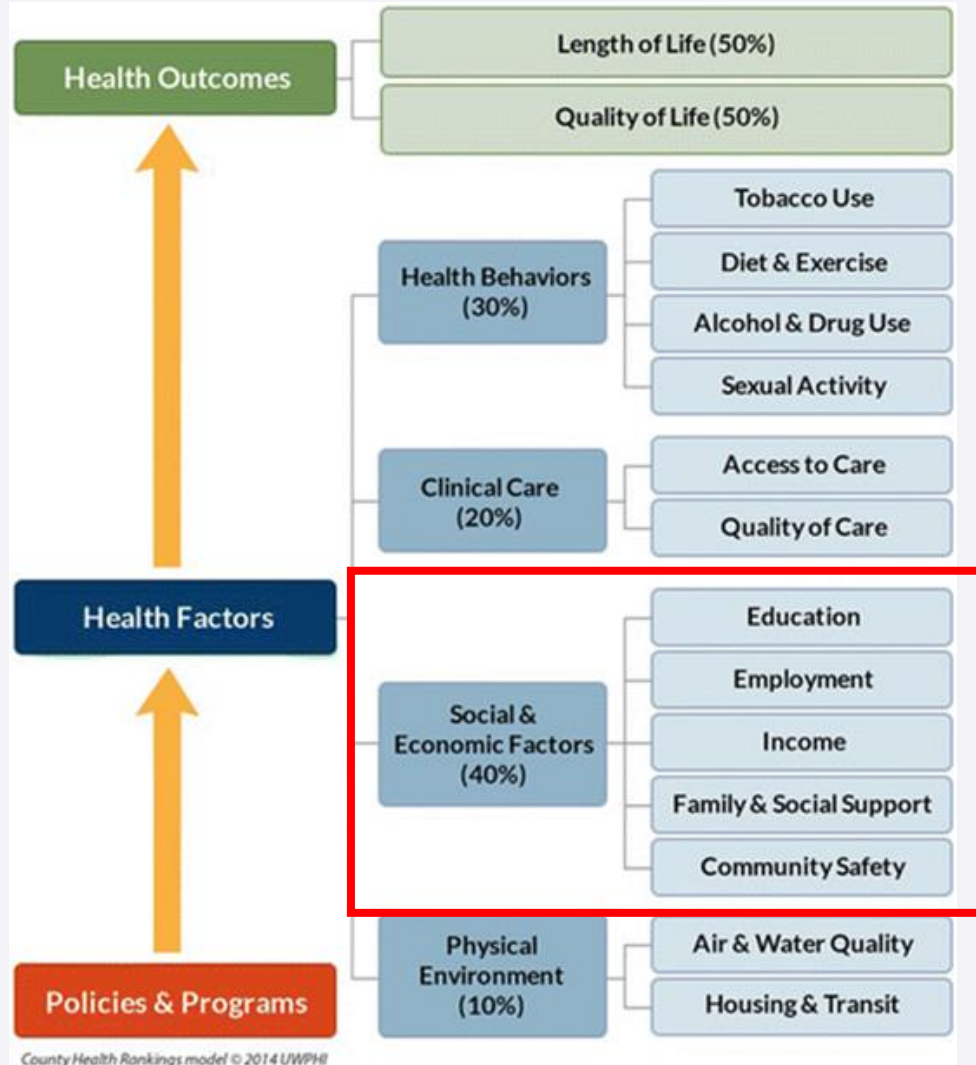 Health Outcomes
Length of Life (50%)
Quality of Life (50%)
Health Behaviors
(30%)
Tobacco Use
Diet & Exercise
Alcohol & Drug Use
Sexual Activity
Clinical Care
(20%)
Access to Care
Quality of Care
Health Factors
Social &
Economic Factors
(40%)
Education
Employment
Income
Family & Social Support
Community Safety
Physical
Environment
(10%)
Air & Water Quality
Housing & Transit
Policies & Programs
County Health Rankings model © 2014 UWPHI